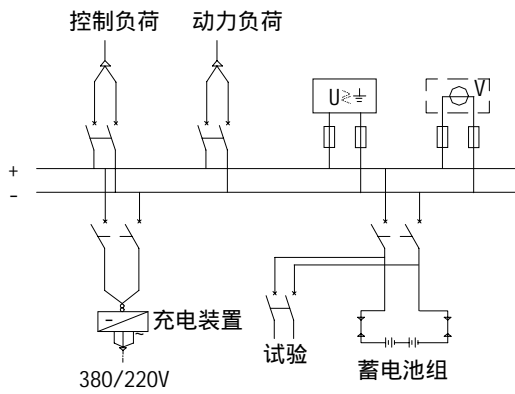 控制负荷
动力负荷
U≷⏚
V
+
-
充电装置
- ~
试验
蓄电池组
380/220V